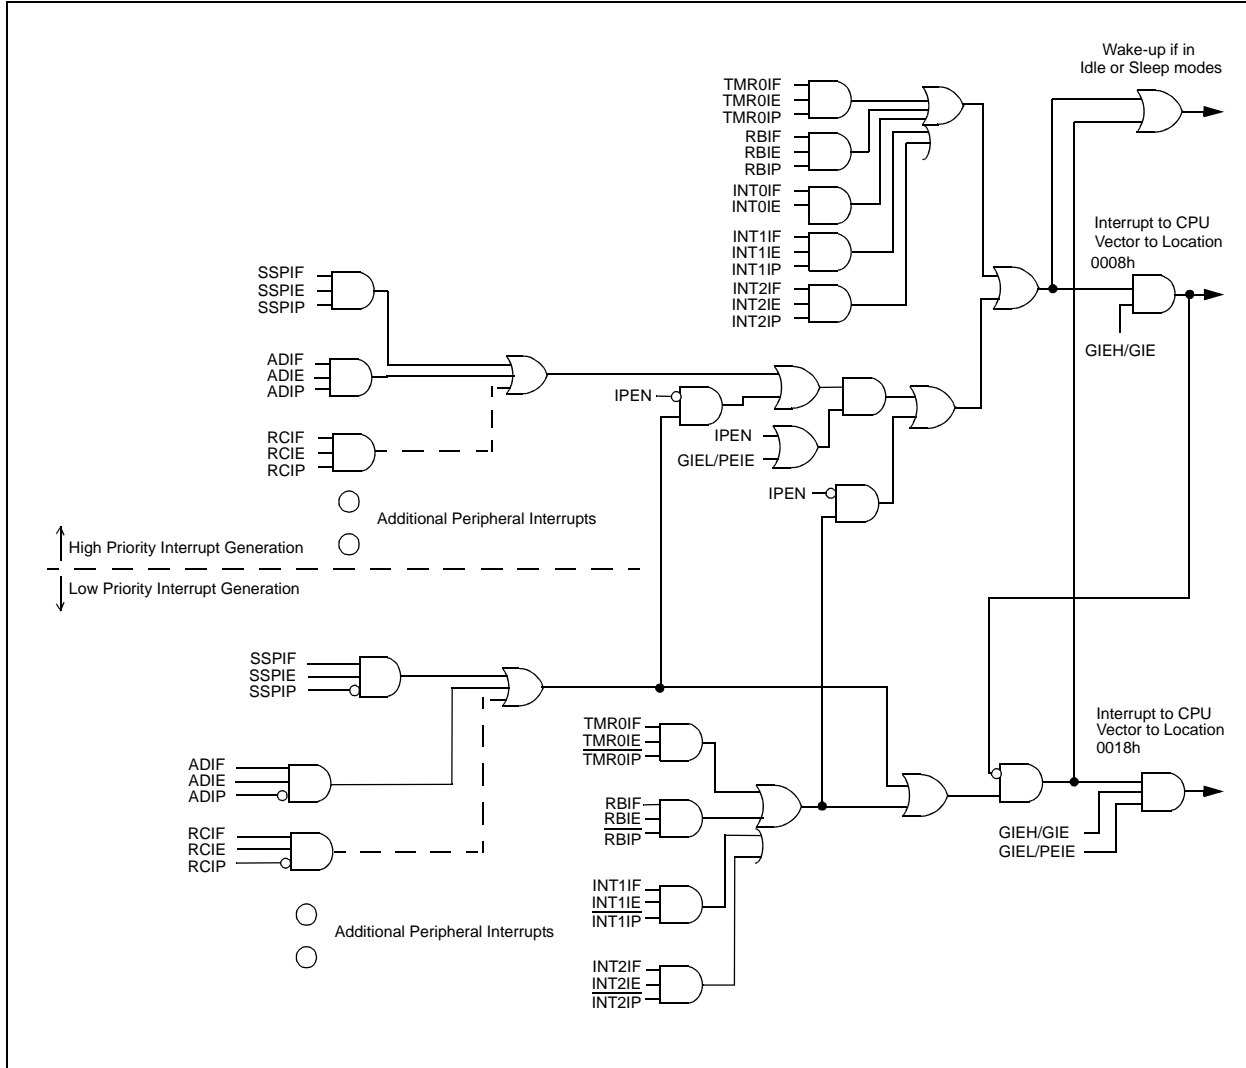 Wake-up if in
Idle or Sleep modes
TMR0IF
TMR0IE
TMR0IP
RBIF
RBIE
RBIP
INT0IF
INT0IE
INT1IF
INT1IE
INT1IP
INT2IF
INT2IE
INT2IP
Interrupt to CPU
Vector to Location
0008h
GIEH/GIE
SSPIF
SSPIE
SSPIP
ADIF
ADIE
ADIP
RCIF
RCIE
RCIP
IPEN
IPEN
GIEL/PEIE
IPEN
Additional Peripheral Interrupts
High Priority Interrupt Generation
Low Priority Interrupt Generation
SSPIF
SSPIE
SSPIP
ADIF
ADIE
ADIP
RCIF
RCIE
RCIP
Additional Peripheral Interrupts
TMR0IF
TMR0IE
TMR0IP
RBIF
RBIE
RBIP
INT1IF
INT1IE
INT1IP
INT2IF
INT2IE
INT2IP
Interrupt to CPU
Vector to Location
0018h
GIEH/GIE
GIEL/PEIE